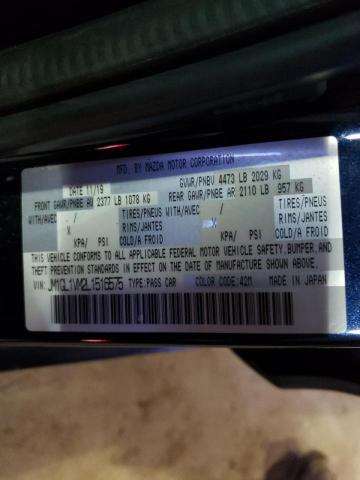 MFD. BY MAZDA MOTOR CORPORATION
DATE 11/19 GVWR/PNBV 4473 LB 2029 KG
FRONT GAWR/PNBE AV 2377 LB 1078 KG REAR GAWR/PNBE AR 2110 LB 957 KG
WITH/AVEC / TIRES/PNEUS WITH/AVEC / TIRES/PNEUS
X RIMS/JANTES X RIMS/JANTES
KPA/ PSI COLD/A FROID KPA/ PSI COLD/A FROID
THIS VEHICLE CONFORMS TO ALL APPLICABLE FEDERAL MOTOR VEHICLE SAFETY, BUMPER, AND
THEFT PREVENTION STANDARDS IN EFFECT ON THE DATE OF MANUFACTURE SHOWN ABOVE.
VIN: JM1GL1VM2L1516575 TYPE:PASS CAR COLOR CODE:42M MADE IN JAPAN